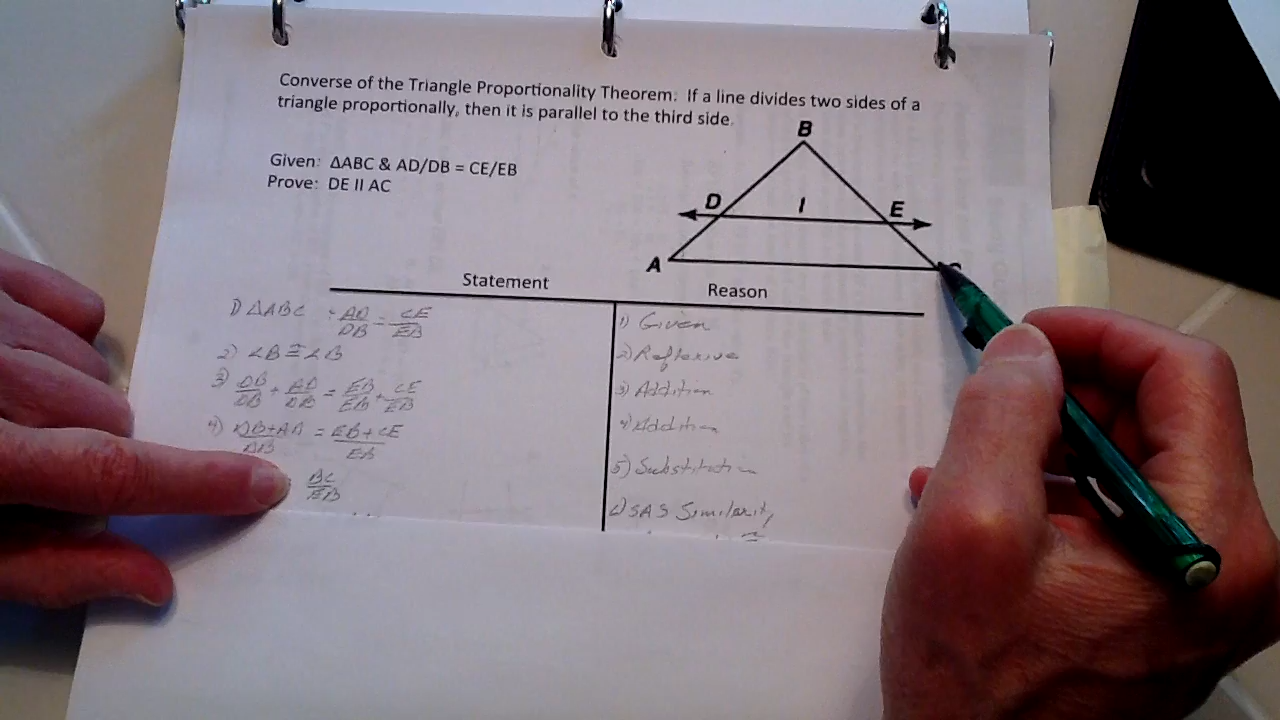 Converse of the Triangle Proportionality Theorem: If a line divides two sides of a
triangle proportionally, then it is parallel to the third side.
B
Given: ΔABC & AD/DB = CE/EB
Prove: DE II AC
D l E
A
Statement Reason
1) ΔABC + AD/DB = CE/EB 1) Given
2) ∠B ≅ ∠B 2) Reflexive
3) DB/DB + AD/DB = EB/EB + CE/EB 3) Addition
4) DB+AD/DB = EB+CE/EB 4) Addition
BC/EB 5) Substitution
6) SAS Similarity